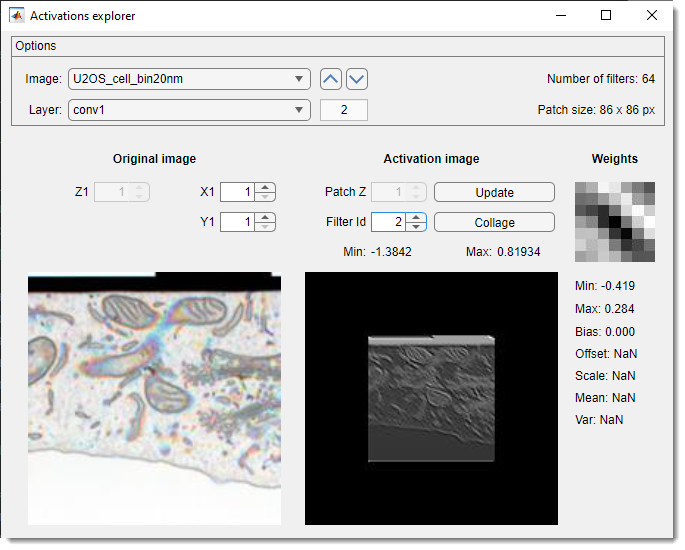 Activations explorer
Options
Image: U2OS_cell_bin20nm Number of filters: 64
Layer: conv1 2 Patch size: 86 x 86 px
Original image Activation image Weights
Z1 1 X1 1 Patch Z 1 Update
Y1 1 Filter Id 2 Collage
Min: -1.3842 Max: 0.81934
Min: -0.419
Max: 0.284
Bias: 0.000
Offset: NaN
Scale: NaN
Mean: NaN
Var: NaN